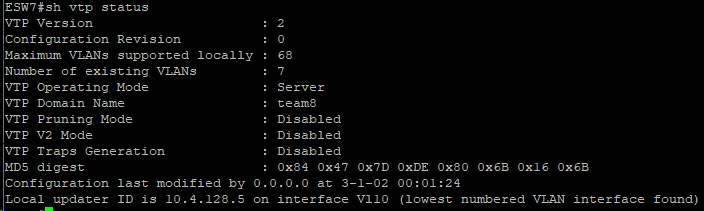 ESW7#sh vtp status
VTP Version                     : 2
Configuration Revision          : 0
Maximum VLANs supported locally : 68
Number of existing VLANs        : 7
VTP Operating Mode              : Server
VTP Domain Name                 : team8
VTP Pruning Mode                : Disabled
VTP V2 Mode                     : Disabled
VTP Traps Generation            : Disabled
MD5 digest                      : 0x84 0x47 0x7D 0xDE 0x80 0x6B 0x16 0x6B
Configuration last modified by 0.0.0.0 at 3-1-02 00:01:24
Local updater ID is 10.4.128.5 on interface Vl10 (lowest numbered VLAN interface found)